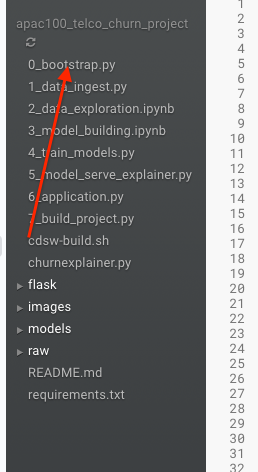 apac100_telco_churn_project
0_bootstrap.py
1_data_ingest.py
2_data_exploration.ipynb
3_model_building.ipynb
4_train_models.py
5_model_serve_explainer.py
6_application.py
7_build_project.py
cdsw-build.sh
churnexplainer.py
flask
images
models
raw
README.md
requirements.txt
1
2
3
4
5
6
7
8
9
10
11
12
13
14
15
16
17
18
19
20
21
22
23
24
25
26
27
28
29
30
31
32